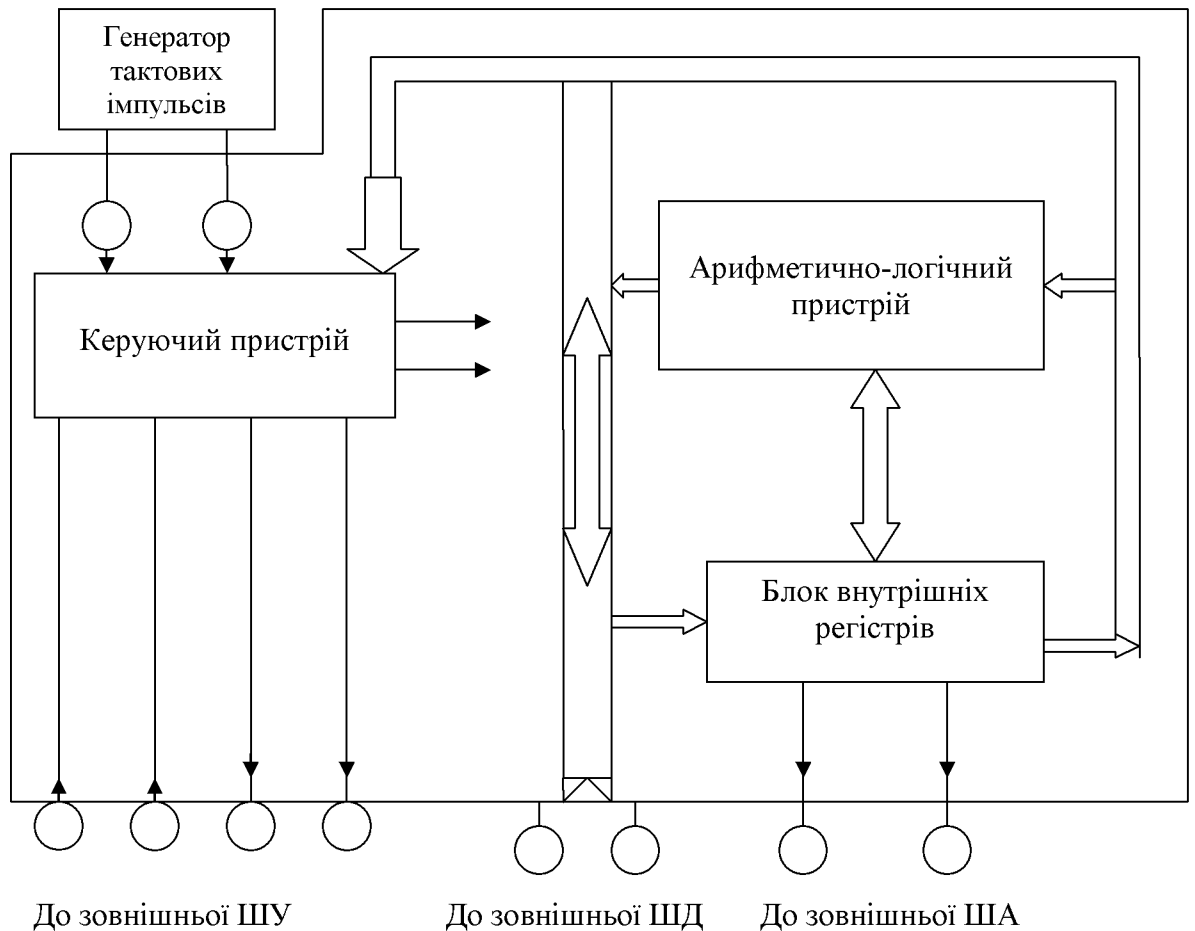 Генератор
тактових
імпульсів
Арифметично-логічний
пристрій
Керуючий пристрій
Блок внутрішніх
регістрів
До зовнішньої ШУ
До зовнішньої ШД
До зовнішньої ША